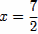 x = 7/2